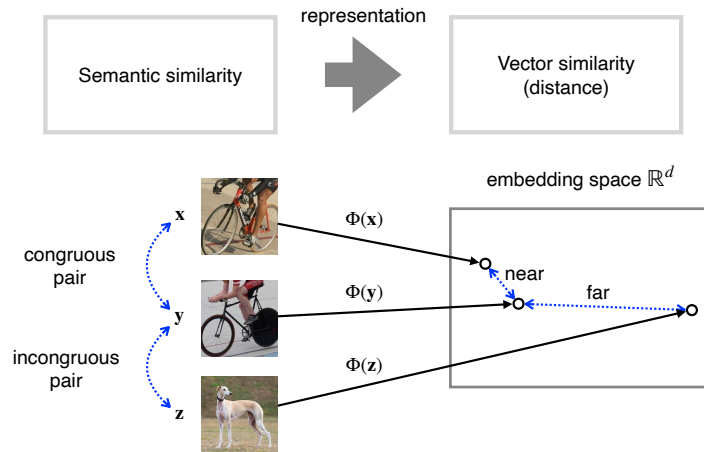 representation
Semantic similarity
Vector similarity
(distance)
embedding space ℝ^d
x
Φ(x)
congruous
pair
near
Φ(y)
far
y
incongruous
pair
Φ(z)
z